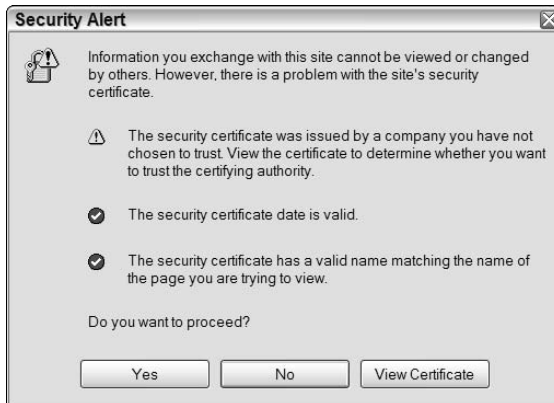 Security Alert
Information you exchange with this site cannot be viewed or changed
by others. However, there is a problem with the site's security
certificate.
The security certificate was issued by a company you have not
chosen to trust. View the certificate to determine whether you want
to trust the certifying authority.
The security certificate date is valid.
The security certificate has a valid name matching the name of
the page you are trying to view.
Do you want to proceed?
Yes No View Certificate